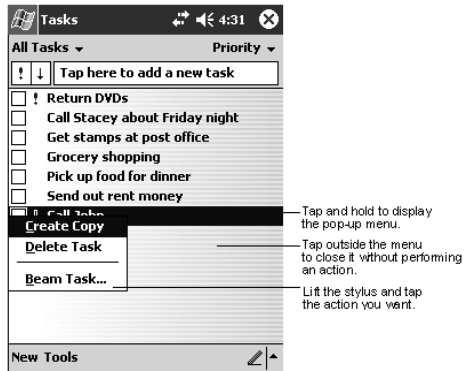 Tasks 4:31
All Tasks Priority
! ↓ Tap here to add a new task
! Return DVDs
Call Stacey about Friday night
Get stamps at post office
Grocery shopping
Pick up food for dinner
Send out rent money
Call John
Create Copy
Delete Task
Beam Task...
New Tools
Tap and hold to display
the pop-up menu.
Tap outside the menu
to close it without performing
an action.
Lift the stylus and tap
the action you want.